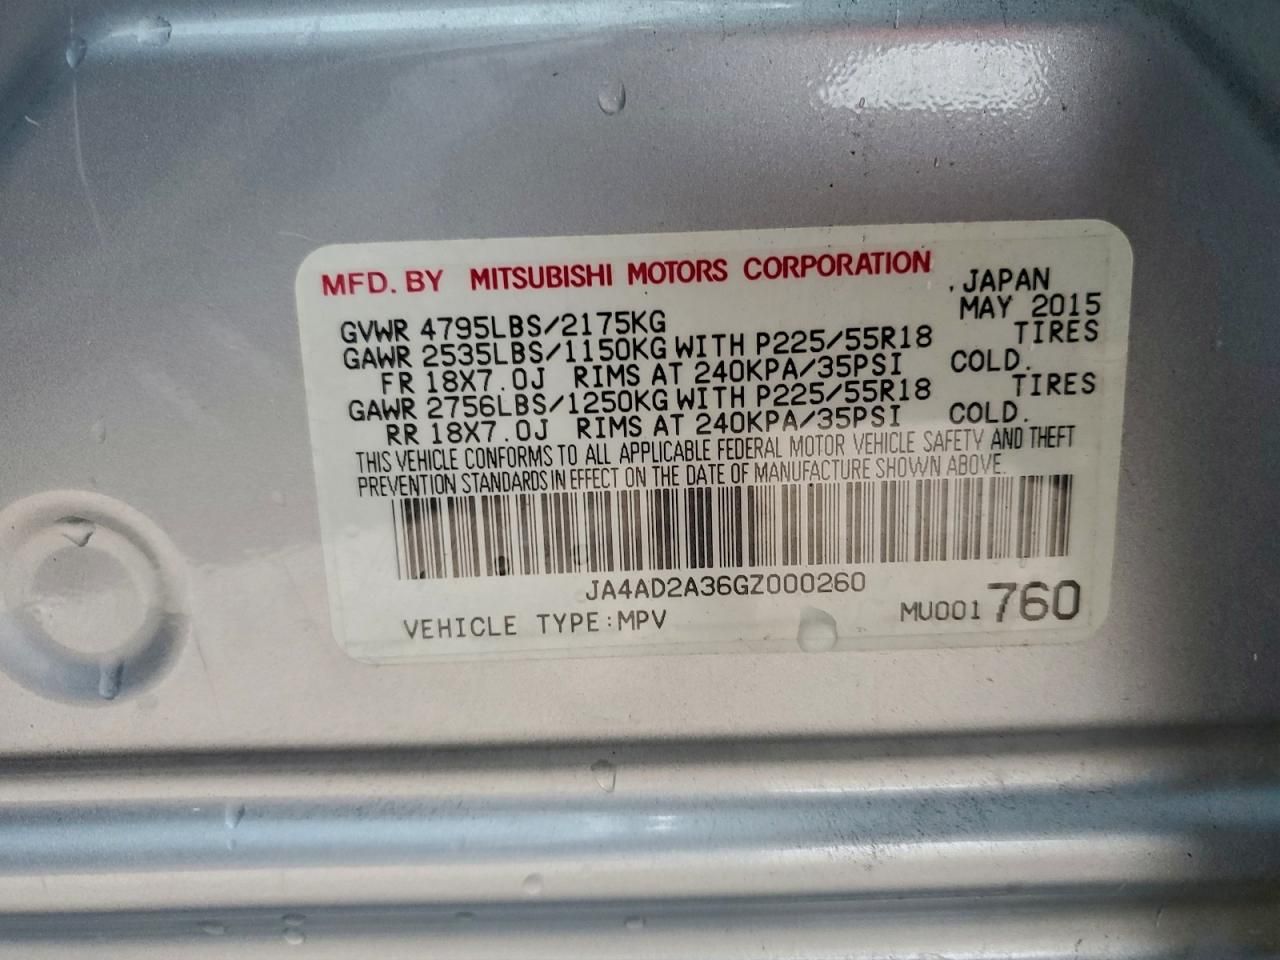 MFD. BY MITSUBISHI MOTORS CORPORATION , JAPAN
GVWR 4795LBS/2175KG MAY 2015
GAWR 2535LBS/1150KG WITH P225/55R18 TIRES
FR 18X7.0J RIMS AT 240KPA/35PSI COLD.
GAWR 2756LBS/1250KG WITH P225/55R18 TIRES
RR 18X7.0J RIMS AT 240KPA/35PSI COLD.
THIS VEHICLE CONFORMS TO ALL APPLICABLE FEDERAL MOTOR VEHICLE SAFETY AND THEFT
PREVENTION STANDARDS IN EFFECT ON THE DATE OF MANUFACTURE SHOWN ABOVE.
JA4AD2A36GZ000260
VEHICLE TYPE:MPV MU001760